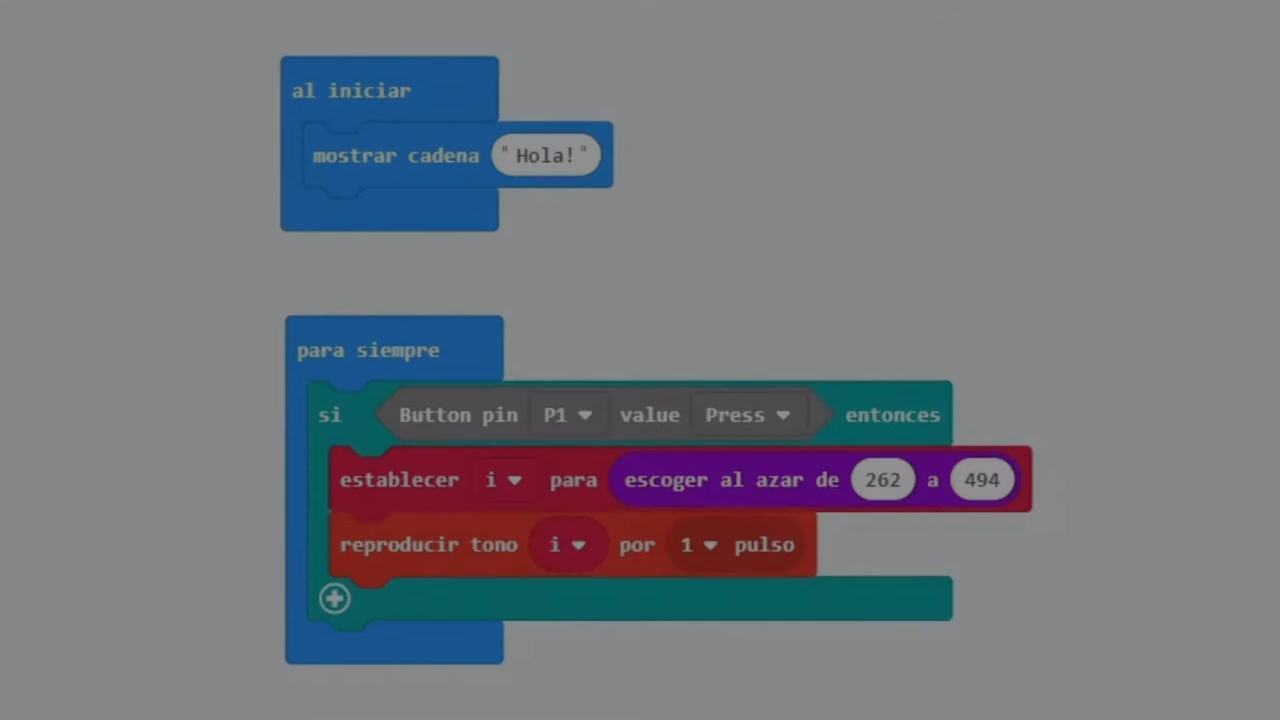 al iniciar
mostrar cadena "Hola!"
para siempre
si Button pin P1 value Press entonces
establecer i para escoger al azar de 262 a 494
reproducir tono i por 1 pulso